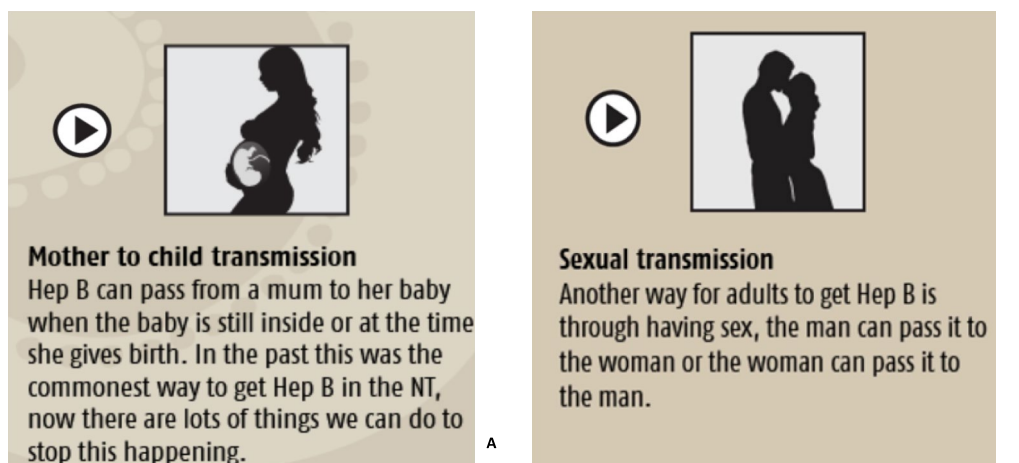 Mother to child transmission
Hep B can pass from a mum to her baby
when the baby is still inside or at the time
she gives birth. In the past this was the
commonest way to get Hep B in the NT,
now there are lots of things we can do to
stop this happening.
A
Sexual transmission
Another way for adults to get Hep B is
through having sex, the man can pass it to
the woman or the woman can pass it to
the man.